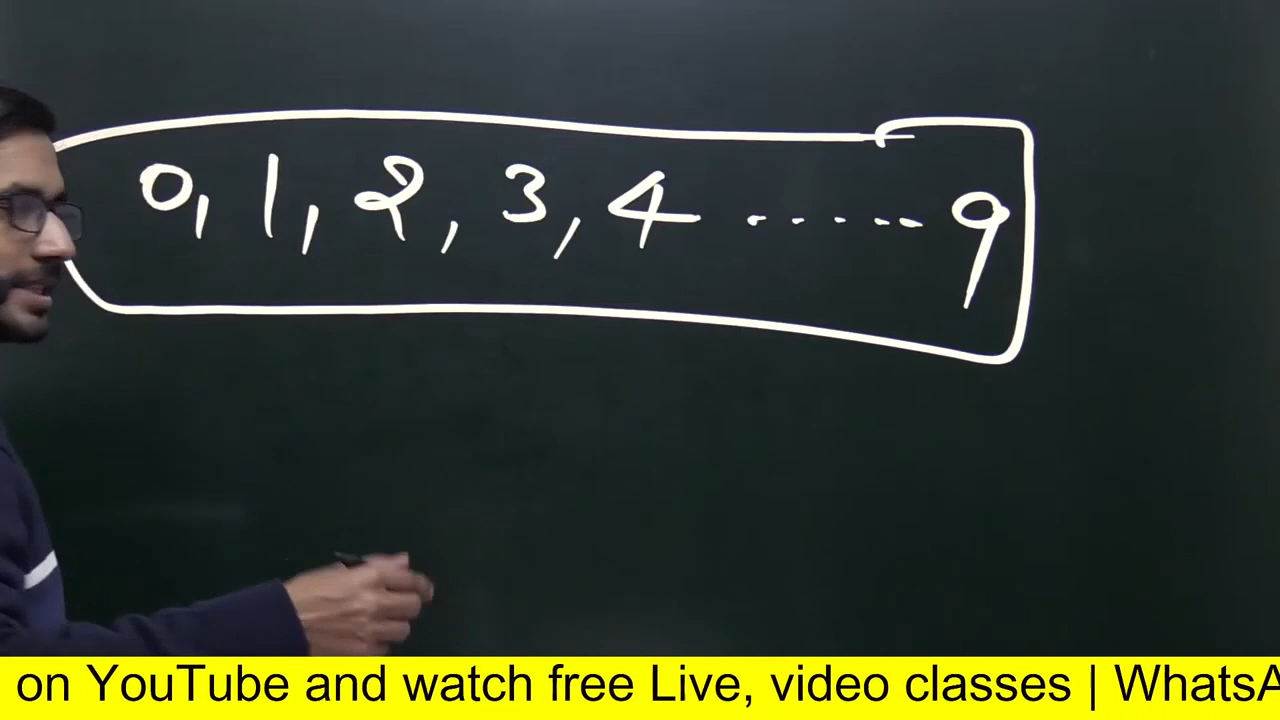 0, 1, 2, 3, 4 ..... 9
on YouTube and watch free Live, video classes | WhatsA